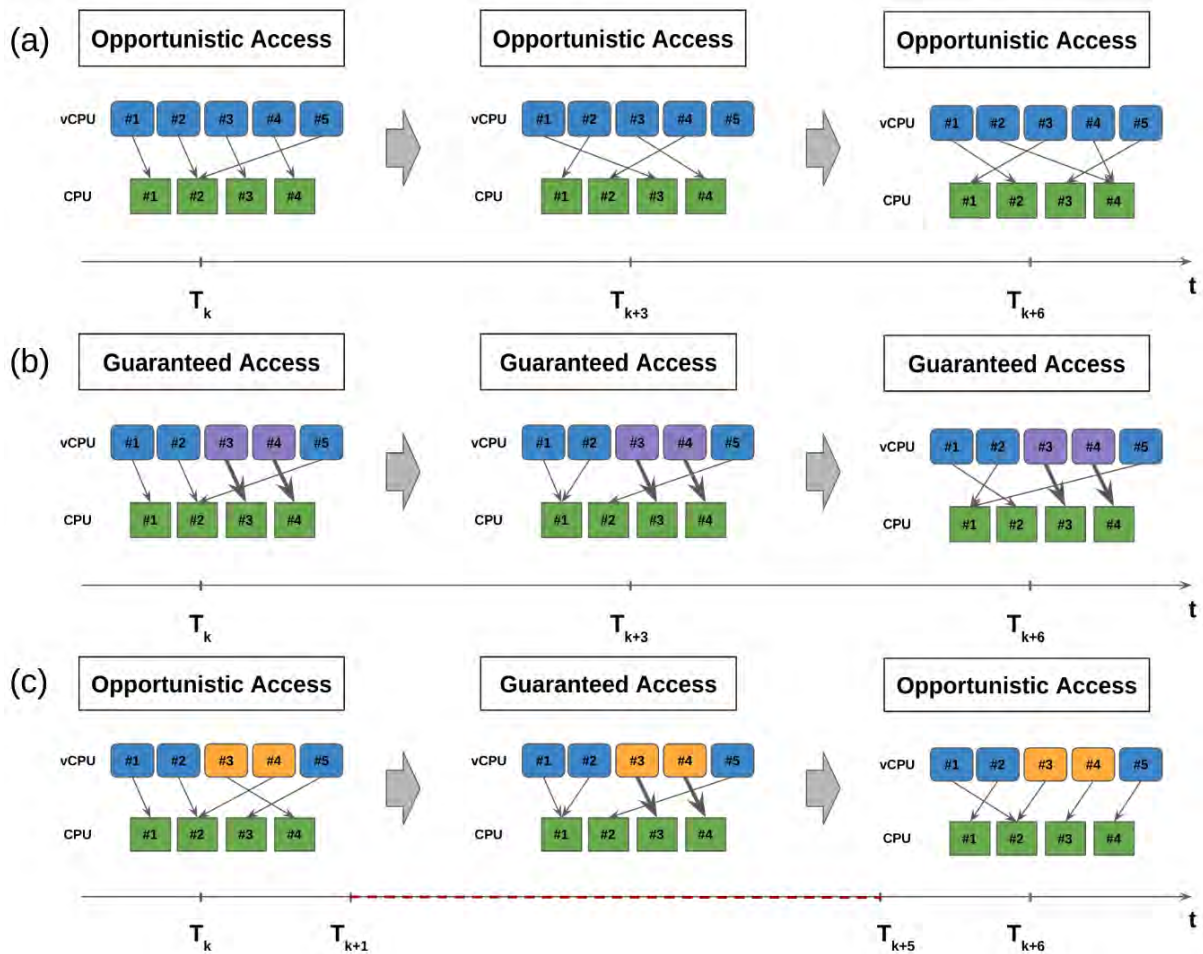 (a) Opportunistic Access Opportunistic Access Opportunistic Access
vCPU #1 #2 #3 #4 #5 #1 #2 #3 #4 #5 #1 #2 #3 #4 #5
CPU #1 #2 #3 #4 #1 #2 #3 #4 #1 #2 #3 #4
t
Tk Tk+3 Tk+6
(b) Guaranteed Access Guaranteed Access Guaranteed Access
vCPU #1 #2 #3 #4 #5 vCPU #1 #2 #3 #4 #5 vCPU #1 #2 #3 #4 #5
CPU #1 #2 #3 #4 CPU #1 #2 #3 #4 CPU #1 #2 #3 #4
t
Tk Tk+3 Tk+6
(c) Opportunistic Access Guaranteed Access Opportunistic Access
vCPU #1 #2 #3 #4 #5 vCPU #1 #2 #3 #4 #5 vCPU #1 #2 #3 #4 #5
CPU #1 #2 #3 #4 CPU #1 #2 #3 #4 CPU #1 #2 #3 #4
t
Tk Tk+1 Tk+5 Tk+6